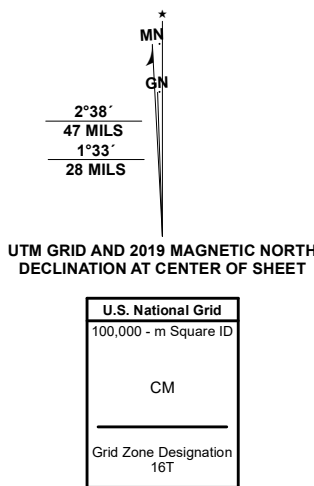 ★
MN
GN
2°38´
47 MILS
1°33´
28 MILS
UTM GRID AND 2019 MAGNETIC NORTH
DECLINATION AT CENTER OF SHEET
U.S. National Grid
100,000 - m Square ID
CM
Grid Zone Designation
16T